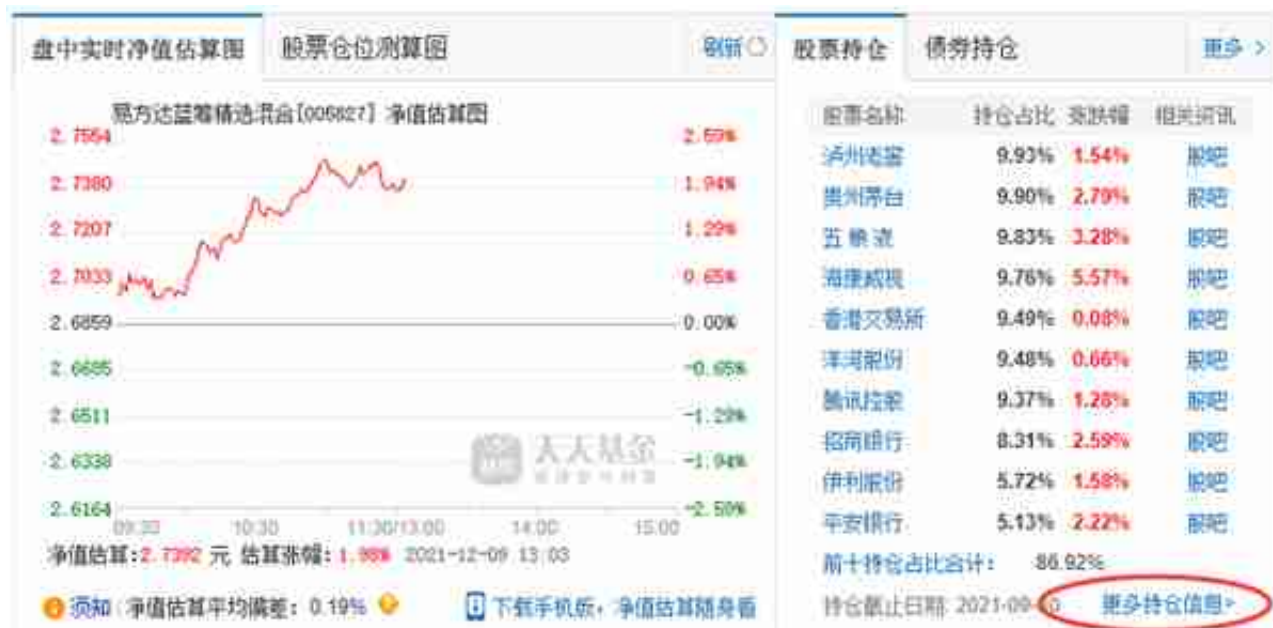 盘中实时净值估算图 股票仓位测算图 刷新
易方达蓝筹精选混合[005827] 净值估算图
2.7554 2.59%
2.7380 1.94%
2.7207 1.29%
2.7033 0.65%
2.6859 0.00%
2.6685 -0.65%
2.6511 -1.29%
2.6338 -1.94%
2.6164 -2.59%
09:30 10:30 11:30/13:00 14:00 15:00
天天基金
净值估算:2.7392 元 估算涨幅:1.98% 2021-12-09 13:03
须知 净值估算平均偏差:0.19% 下载手机版,净值估算随身看
股票持仓 债券持仓 更多 >
股票名称 持仓占比 涨跌幅 相关资讯
泸州老窖 9.93% 1.54% 股吧
贵州茅台 9.90% 2.79% 股吧
五粮液 9.83% 3.28% 股吧
海康威视 9.76% 5.57% 股吧
香港交易所 9.49% 0.08% 股吧
洋河股份 9.48% 0.66% 股吧
腾讯控股 9.37% 1.28% 股吧
招商银行 8.31% 2.59% 股吧
伊利股份 5.72% 1.58% 股吧
平安银行 5.13% 2.22% 股吧
前十持仓占比合计: 86.92%
持仓截止日期 2021-09- 更多持仓信息>